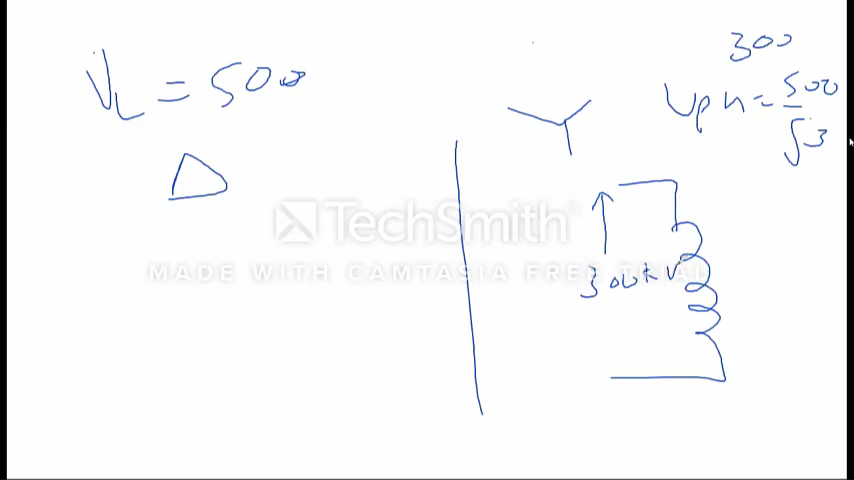 V_L = 500
300
Vph = 500/√3
Δ
Y
300kV
TechSmith
MADE WITH CAMTASIA FREE TRIAL